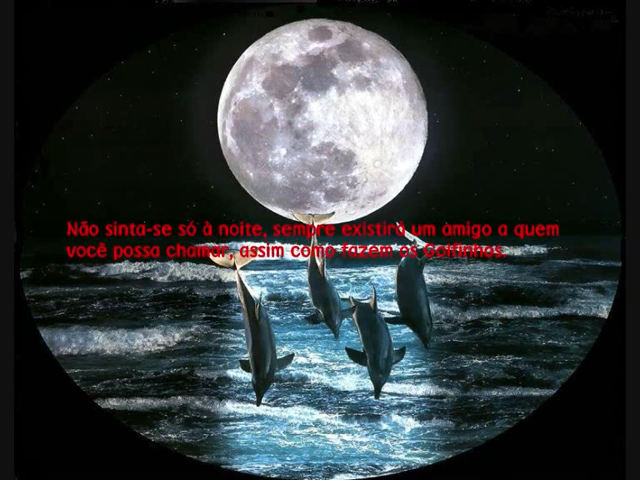 Não sinta-se só à noite, sempre existirá um amigo a quem
você possa chamar, assim como fazem os Golfinhos.